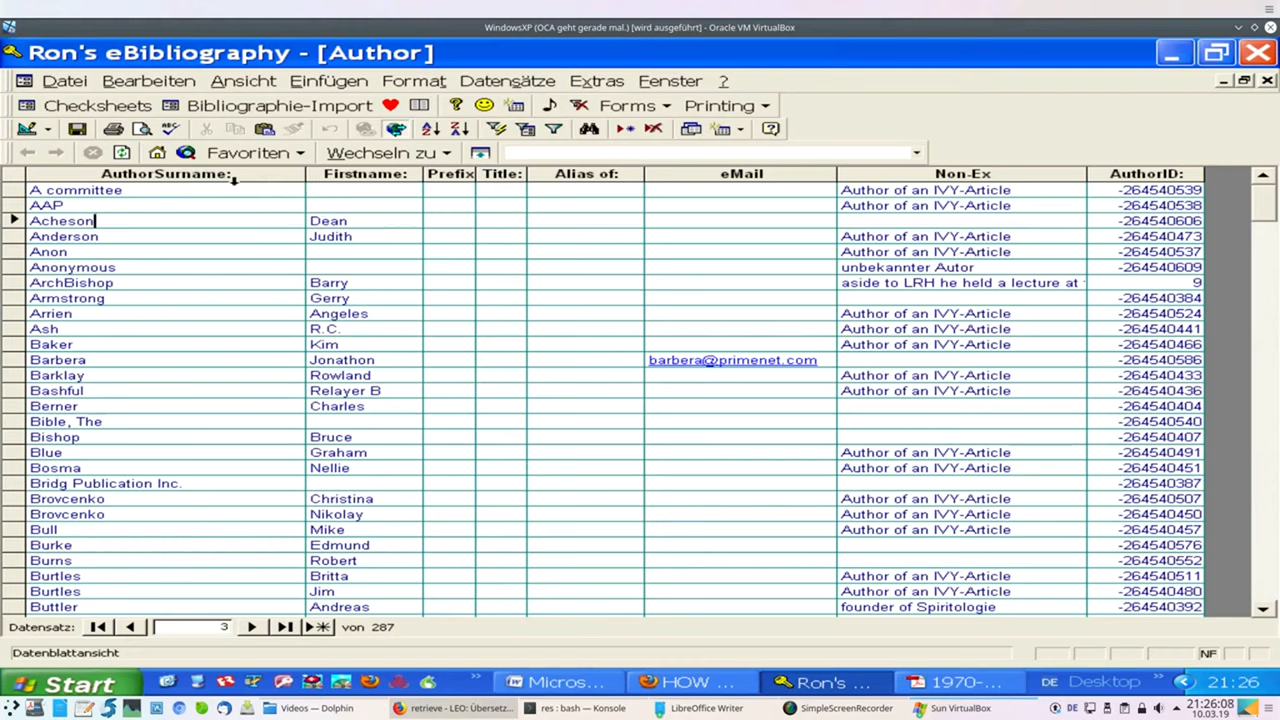 WindowsXP (OCA geht gerade mal.) [wird ausgeführt] - Oracle VM VirtualBox
Ron's eBibliography - [Author]
Datei Bearbeiten Ansicht Einfügen Format Datensätze Extras Fenster ?
Checksheets Bibliographie-Import Forms Printing
Favoriten Wechseln zu
AuthorSurname: Firstname: Prefix Title: Alias of: eMail Non-Ex AuthorID:
A committee Author of an IVY-Article -264540539
AAP Author of an IVY-Article -264540538
Acheson Dean -264540606
Anderson Judith Author of an IVY-Article -264540473
Anon Author of an IVY-Article -264540537
Anonymous unbekannter Autor -264540609
ArchBishop Barry aside to LRH he held a lecture at 9
Armstrong Gerry -264540384
Arrien Angeles Author of an IVY-Article -264540524
Ash R.C. Author of an IVY-Article -264540441
Baker Kim Author of an IVY-Article -264540466
Barbera Jonathon barbera@primenet.com -264540586
Barklay Rowland Author of an IVY-Article -264540433
Bashful Relayer B Author of an IVY-Article -264540436
Berner Charles -264540404
Bible, The -264540540
Bishop Bruce -264540407
Blue Graham Author of an IVY-Article -264540491
Bosma Nellie Author of an IVY-Article -264540451
Bridg Publication Inc. -264540387
Brovcenko Christina Author of an IVY-Article -264540507
Brovcenko Nikolay Author of an IVY-Article -264540450
Bull Mike Author of an IVY-Article -264540457
Burke Edmund -264540576
Burns Robert -264540552
Burtles Britta Author of an IVY-Article -264540511
Burtles Jim Author of an IVY-Article -264540480
Buttler Andreas founder of Spiritologie -264540392
Datensatz: 3 von 287
Datenblattansicht NF
Start Micros... HOW ... Ron's ... 1970-... DE Desktop 21:26
Videos — Dolphin retrieve - LEO: Übersetz... res : bash — Konsole LibreOffice Writer SimpleScreenRecorder Sun VirtualBox DE 21:26:08
10.03.19